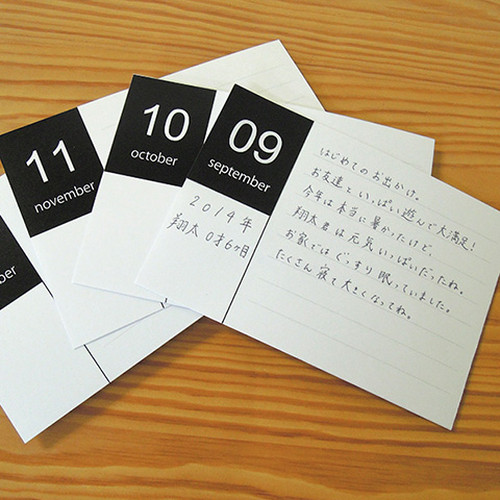 11
november
10
october
09
september
2014年
翔太 0才6ヶ月
はじめてのお出かけ。
お友達といっぱい遊んで大満足!
今年は本当に暑かったけど、
翔太君は元気いっぱいだったね。
お家ではぐっすり眠っていました。
たくさん寝て大きくなってね。